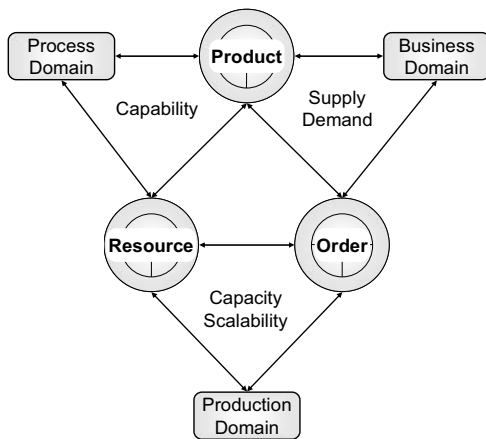 Process
Domain
Product
Business
Domain
Capability
Supply
Demand
Resource
Order
Capacity
Scalability
Production
Domain